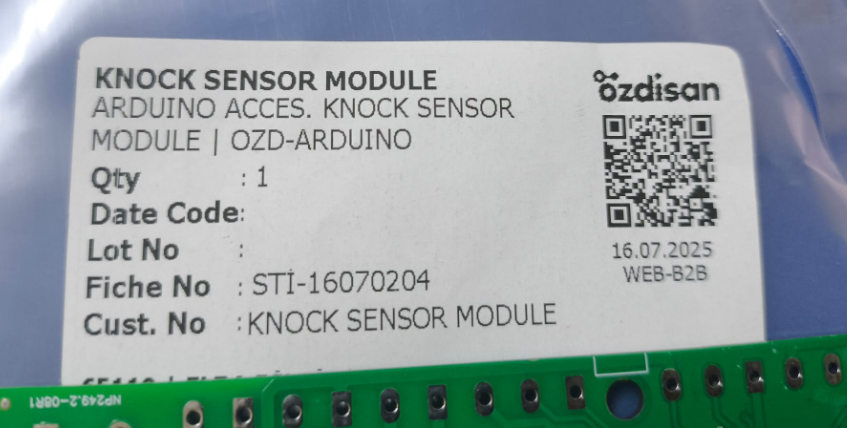 KNOCK SENSOR MODULE
ARDUINO ACCES. KNOCK SENSOR
MODULE | OZD-ARDUINO
Qty : 1
Date Code:
Lot No :
Fiche No : STİ-16070204
Cust. No : KNOCK SENSOR MODULE
özdisan
16.07.2025
WEB-B2B
NP249.2-08R1